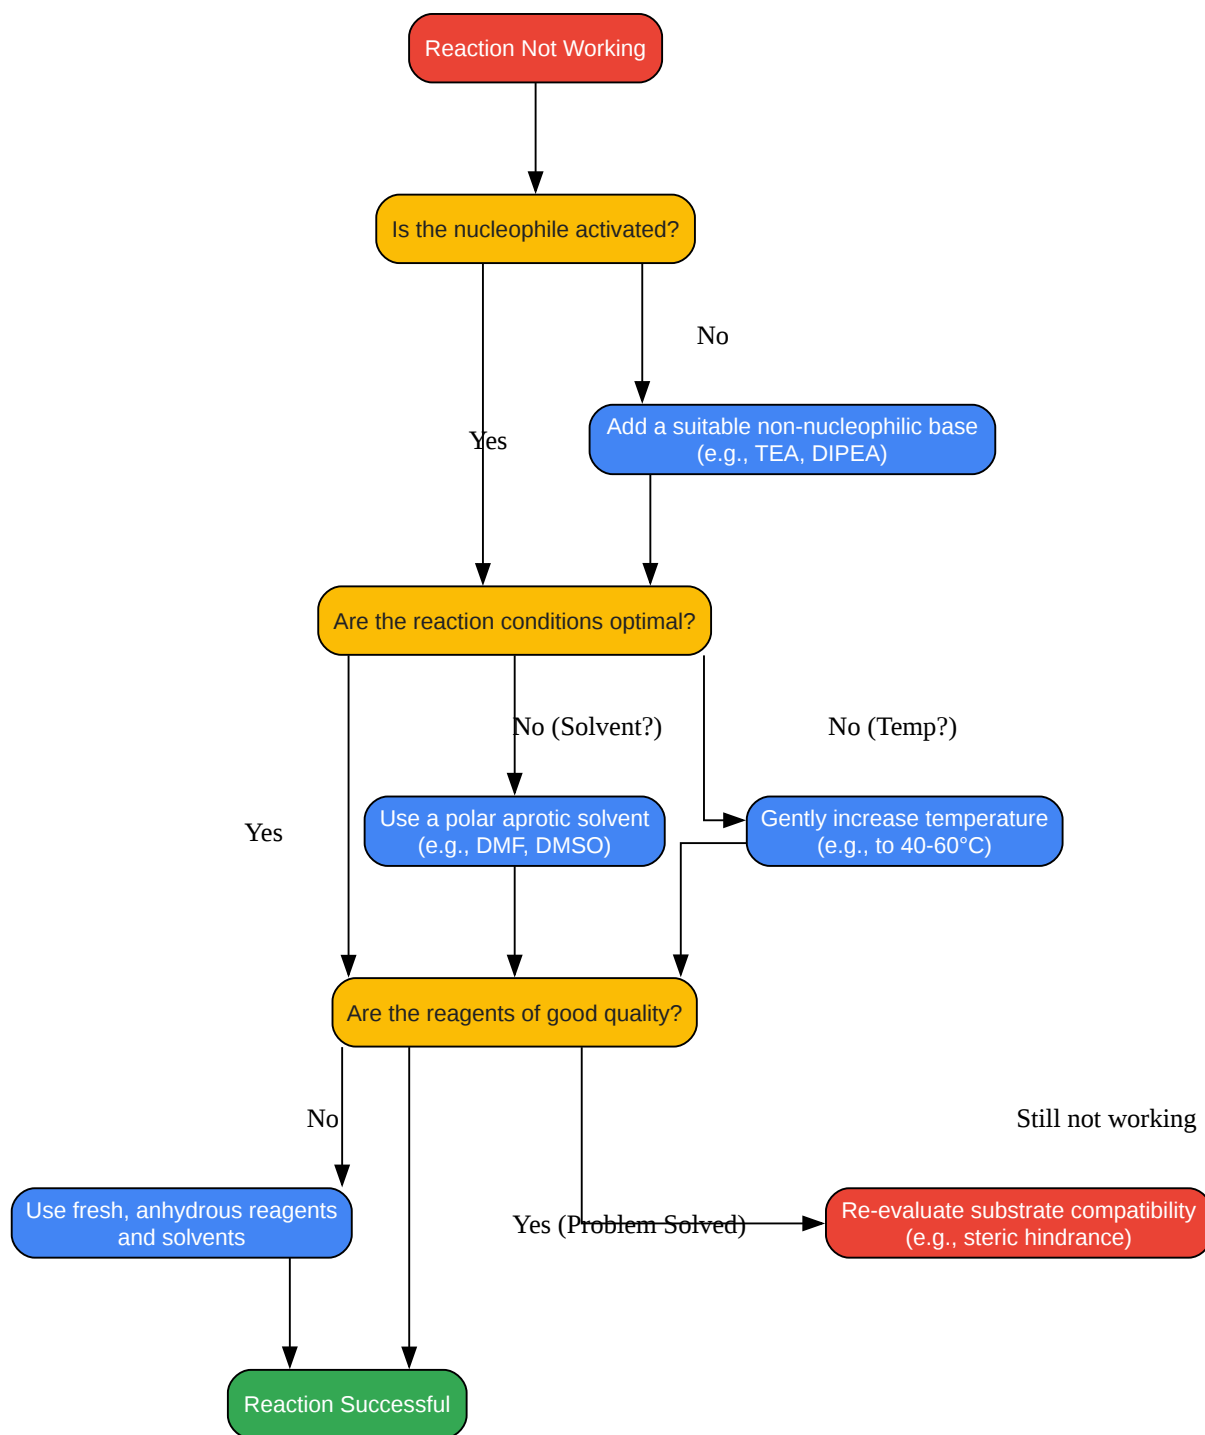 Reaction Not Working
Is the nucleophile activated?
No
Add a suitable non-nucleophilic base
(e.g., TEA, DIPEA)
Yes
Are the reaction conditions optimal?
No (Solvent?)
No (Temp?)
Use a polar aprotic solvent
(e.g., DMF, DMSO)
Gently increase temperature
(e.g., to 40-60°C)
Yes
Are the reagents of good quality?
No
Still not working
Use fresh, anhydrous reagents
and solvents
Yes (Problem Solved)
Re-evaluate substrate compatibility
(e.g., steric hindrance)
Reaction Successful